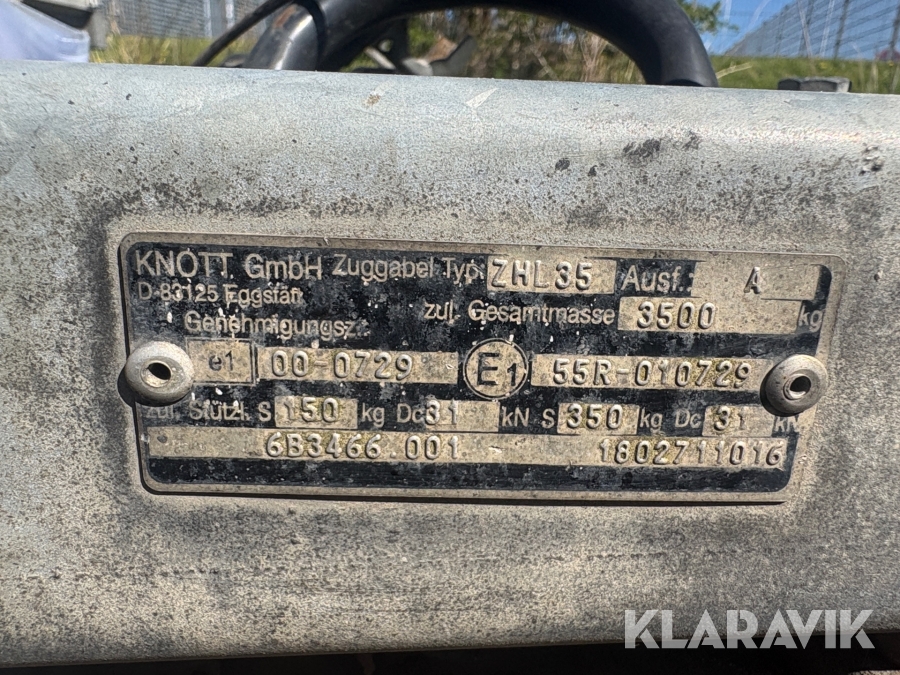 KNOTT GmbH Zuggabel Typ: ZHL35 Ausf.: A
D-83125 Eggstätt zul. Gesamtmasse 3500 kg
Genehmigungsz.:
e1 00-0729 E1 55R-010729
zul. Stützl. S 150 kg Dc 31 kN S 350 kg Dc 31 kN
6B3466.001 1802711016
KLARAVIK